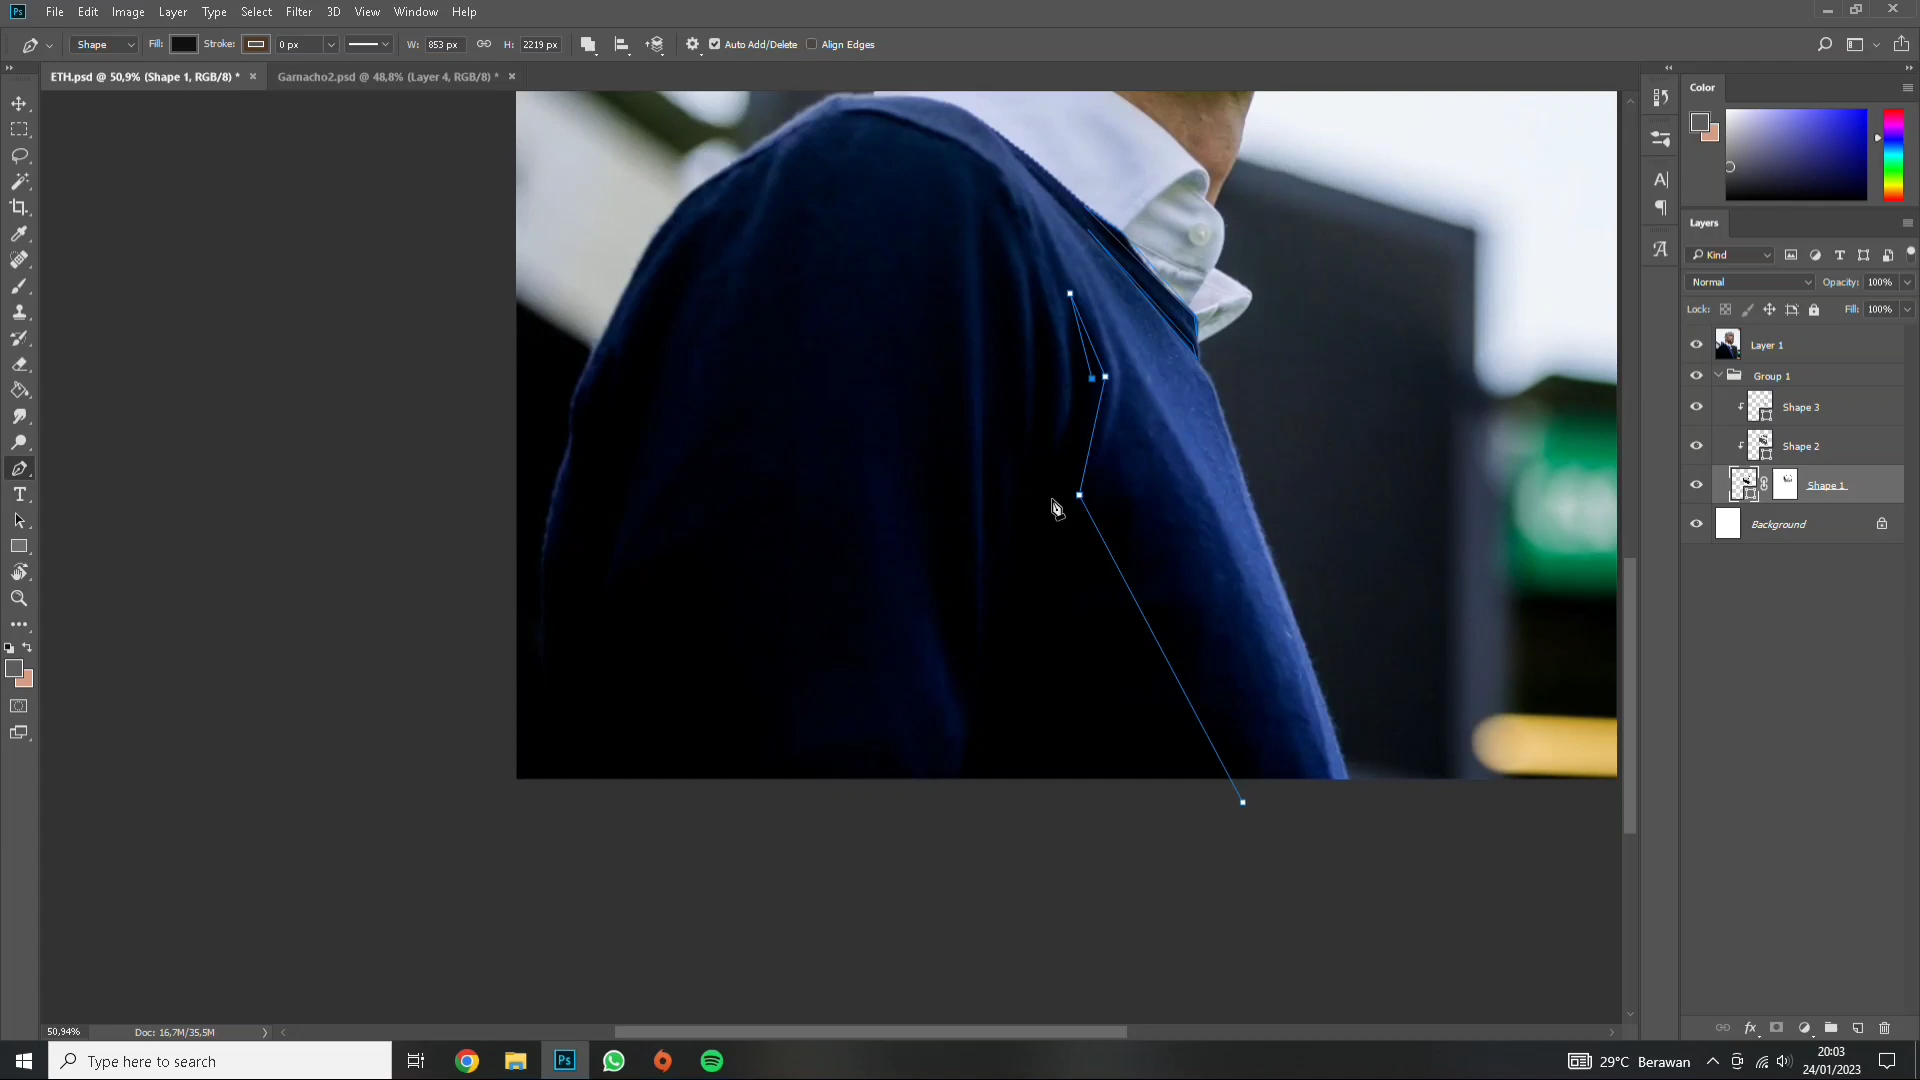 Ps File Edit Image Layer Type Select Filter 3D View Window Help
Shape Fill: Stroke: 0 px W: 853 px H: 2219 px Auto Add/Delete Align Edges
ETH.psd @ 50,9% (Shape 1, RGB/8) * × Garnacho2.psd @ 48,8% (Layer 4, RGB/8) * ×
Color
Layers
Kind
Normal Opacity: 100%
Lock: Fill: 100%
Layer 1
Group 1
Shape 3
Shape 2
Shape 1
Background
50,94% Doc: 16,7M/35,5M
Type here to search
Ps
29°C Berawan
20:03
24/01/2023